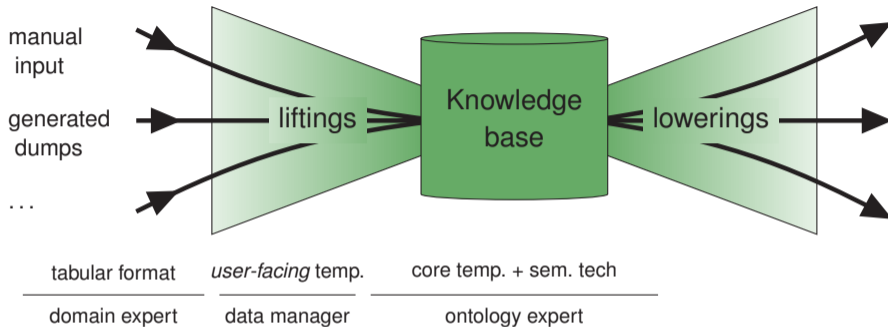 manual
input
generated
dumps
...
liftings
Knowledge
base
lowerings
tabular format
user-facing temp.
core temp. + sem. tech
domain expert
data manager
ontology expert